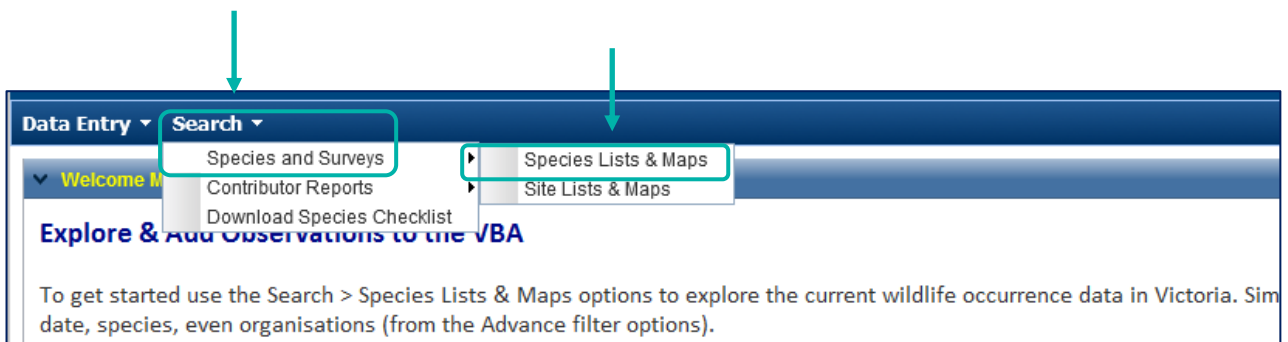 Data Entry Search
Species and Surveys
Contributor Reports
Download Species Checklist
Species Lists & Maps
Site Lists & Maps
Welcome M
Explore & Add Observations to the VBA
To get started use the Search > Species Lists & Maps options to explore the current wildlife occurrence data in Victoria. Sim
date, species, even organisations (from the Advance filter options).